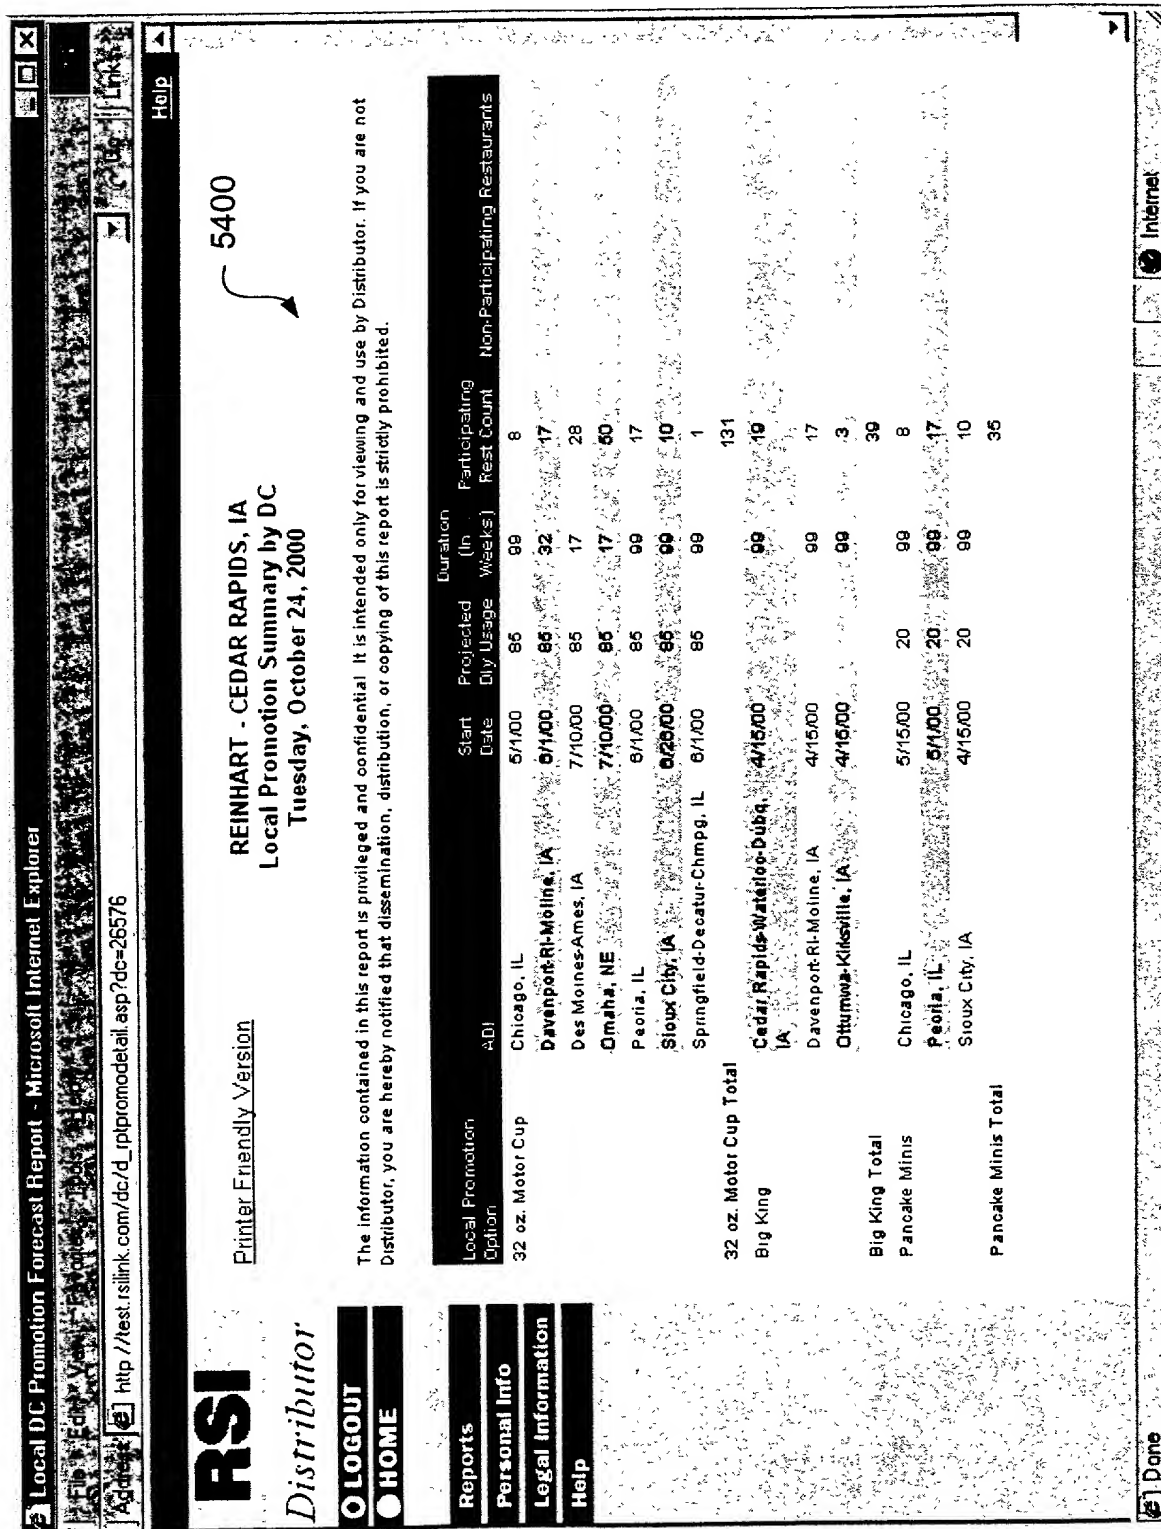 Local DC Promotion Forecast Report - Microsoft Internet Explorer
File Edit View Favorites Tools Help
Address http://test.rsilink.com/dc/d_rptpromodetail.asp?dc=26576 Go Links
Help
RSI
Distributor
LOGOUT
HOME
Reports
Personal Info
Legal Information
Help
Printer Friendly Version
REINHART - CEDAR RAPIDS, IA
Local Promotion Summary by DC
Tuesday, October 24, 2000
5400
The information contained in this report is privileged and confidential It is intended only for viewing and use by Distributor. If you are not
Distributor, you are hereby notified that dissemination, distribution, or copying of this report is strictly prohibited.
Local Promotion Option ADI Start Date Projected Dly Usage Duration (In Weeks) Participating Rest Count Non-Participating Restaurants
32 oz. Motor Cup Chicago, IL 5/1/00 85 99 8
Davenport-RI-Moline, IA 6/1/00 85 32 17
Des Moines-Ames, IA 7/10/00 85 17 28
Omaha, NE 7/10/00 85 17 50
Peoria, IL 6/1/00 85 99 17
Sioux City, IA 6/26/00 85 99 10
Springfield-Decatur-Chmpg, IL 6/1/00 85 99 1
32 oz. Motor Cup Total 131
Big King Cedar Rapids-Waterloo-Dubq, IA 4/15/00 99 19
Davenport-RI-Moline, IA 4/15/00 99 17
Ottumwa-Kirksville, IA 4/15/00 99 3
Big King Total 39
Pancake Minis Chicago, IL 5/15/00 20 99 8
Peoria, IL 5/1/00 20 99 17
Sioux City, IA 4/15/00 20 99 10
Pancake Minis Total 35
Done Internet